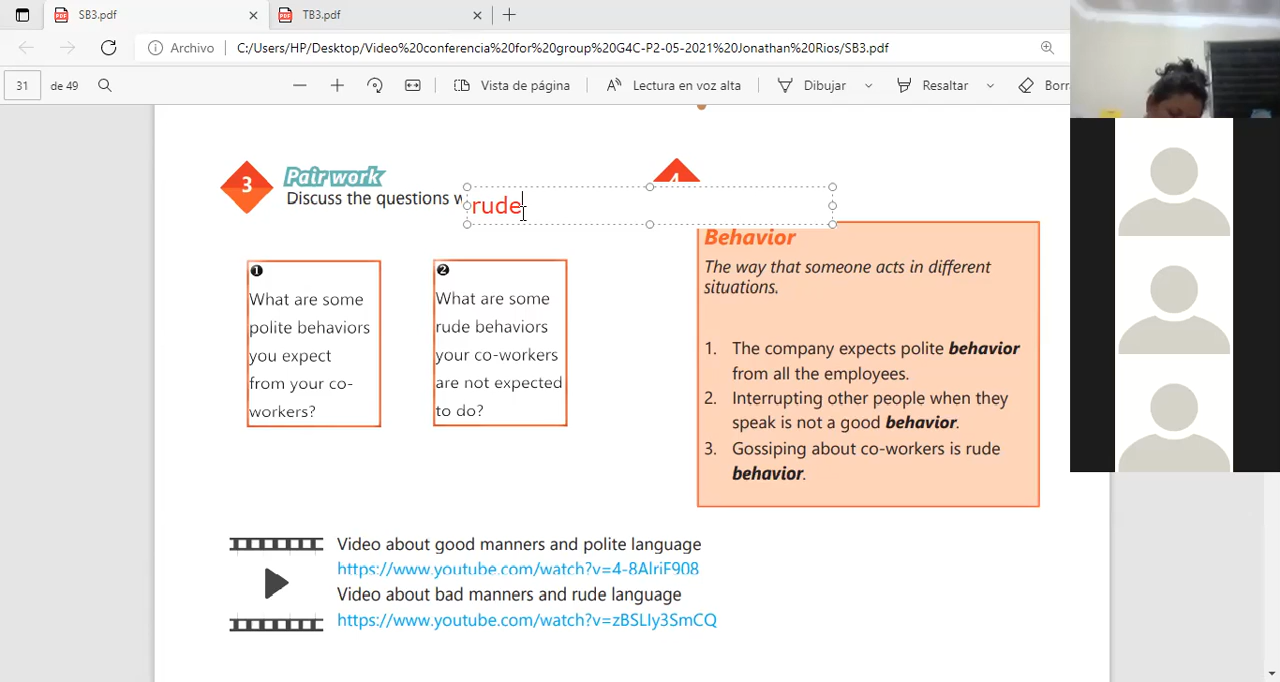 SB3.pdf
TB3.pdf
Archivo
C:/Users/HP/Desktop/Video%20conferencia%20for%20group%20G4C-P2-05-2021%20Jonathan%20Rios/SB3.pdf
31
de 49
Vista de página
Lectura en voz alta
Dibujar
Resaltar
Borr
3
Pair work
Discuss the questions w
rude
4
Behavior
The way that someone acts in different
situations.
1. The company expects polite behavior
from all the employees.
2. Interrupting other people when they
speak is not a good behavior.
3. Gossiping about co-workers is rude
behavior.
1
What are some
polite behaviors
you expect
from your co-
workers?
2
What are some
rude behaviors
your co-workers
are not expected
to do?
Video about good manners and polite language
https://www.youtube.com/watch?v=4-8AlriF908
Video about bad manners and rude language
https://www.youtube.com/watch?v=zBSLIy3SmCQ